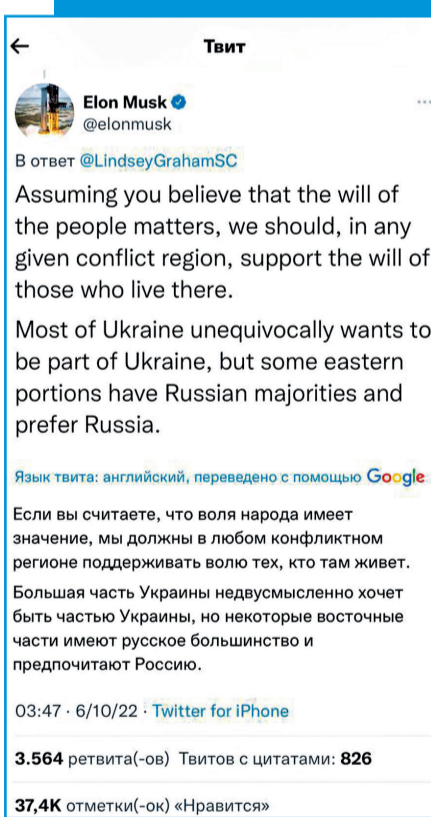 Твит
Elon Musk
@elonmusk
В ответ @LindseyGrahamSC
Assuming you believe that the will of
the people matters, we should, in any
given conflict region, support the will of
those who live there.
Most of Ukraine unequivocally wants to
be part of Ukraine, but some eastern
portions have Russian majorities and
prefer Russia.
Язык твита: английский, переведено с помощью Google
Если вы считаете, что воля народа имеет
значение, мы должны в любом конфликтном
регионе поддерживать волю тех, кто там живет.
Большая часть Украины недвусмысленно хочет
быть частью Украины, но некоторые восточные
части имеют русское большинство и
предпочитают Россию.
03:47 · 6/10/22 · Twitter for iPhone
3.564 ретвита(-ов) Твитов с цитатами: 826
37,4K отметки(-ок) «Нравится»